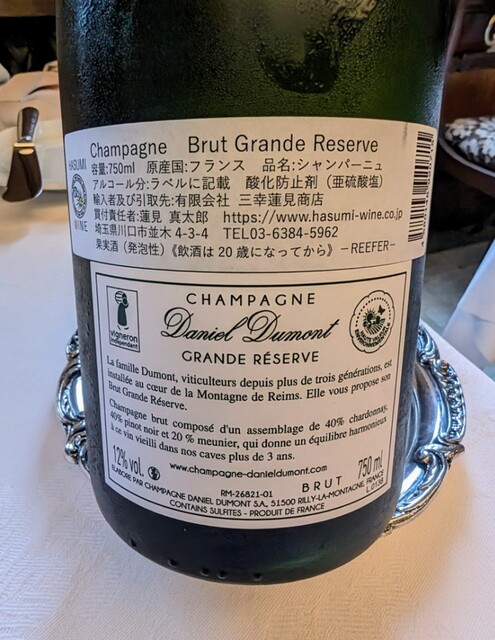 Champagne Brut Grande Reserve
容量:750ml 原産国:フランス 品名:シャンパーニュ
アルコール分:ラベルに記載 酸化防止剤（亜硫酸塩）
輸入者及び引取先:有限会社 三幸蓮見商店
買付責任者:蓮見 真太郎 https://www.hasumi-wine.co.jp
埼玉県川口市並木4-3-4 TEL03-6384-5962
果実酒（発泡性）《飲酒は20歳になってから》 －REEFER－
HASUMI
WINE
vigneron
indépendant
CHAMPAGNE
Daniel Dumont
GRANDE RÉSERVE
La famille Dumont, viticulteurs depuis plus de trois générations, est
installée au cœur de la Montagne de Reims. Elle vous propose son
Brut Grande Réserve.
Champagne brut composé d'un assemblage de 40% chardonnay,
40% pinot noir et 20 % meunier, qui donne un équilibre harmonieux
à ce vin vieilli dans nos caves plus de 3 ans.
12% vol.
www.champagne-danieldumont.com
BRUT
750 ml
L.0138
ELABORE PAR CHAMPAGNE DANIEL DUMONT S.A., 51500 RILLY-LA-MONTAGNE FRANCE
RM-26821-01
CONTAINS SULFITES - PRODUIT DE FRANCE